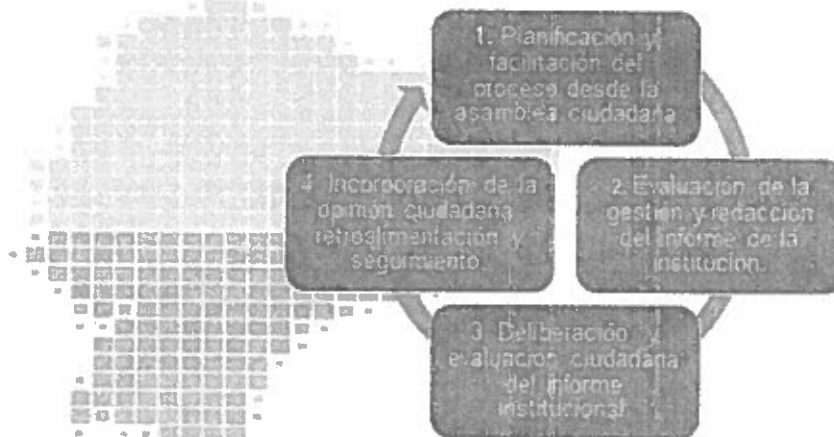 1. Planificación y
facilitación del
proceso desde la
asamblea ciudadana
2. Evaluación de la
gestión y redacción
del informe de la
institución.
3. Deliberación y
evaluación ciudadana
del informe
institucional
4. Incorporación de la
opinión ciudadana
retroalimentación y
seguimiento